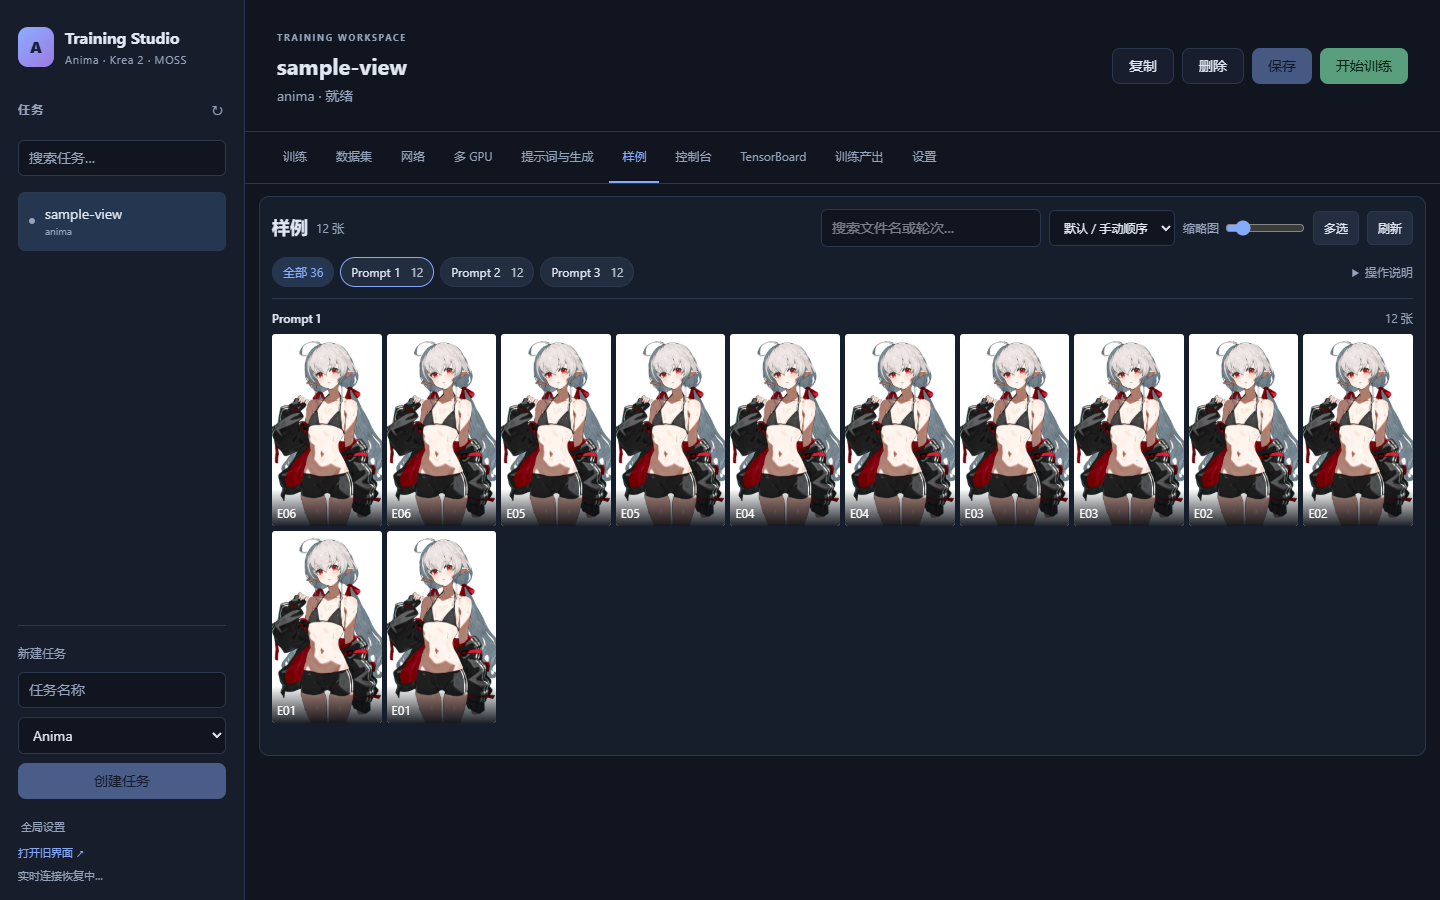 A
Training Studio
Anima · Krea 2 · MOSS
任务
↻
搜索任务...
sample-view
anima
新建任务
任务名称
Anima
创建任务
全局设置
打开旧界面 ↗
实时连接恢复中...
TRAINING WORKSPACE
sample-view
anima · 就绪
复制
删除
保存
开始训练
训练 数据集 网络 多 GPU 提示词与生成 样例 控制台 TensorBoard 训练产出 设置
样例 12 张
搜索文件名或轮次...
默认 / 手动顺序
缩略图
多选
刷新
全部 36
Prompt 1 12
Prompt 2 12
Prompt 3 12
▶ 操作说明
Prompt 1
12 张
E06 E06 E05 E05 E04 E04 E03 E03 E02 E02
E01 E01